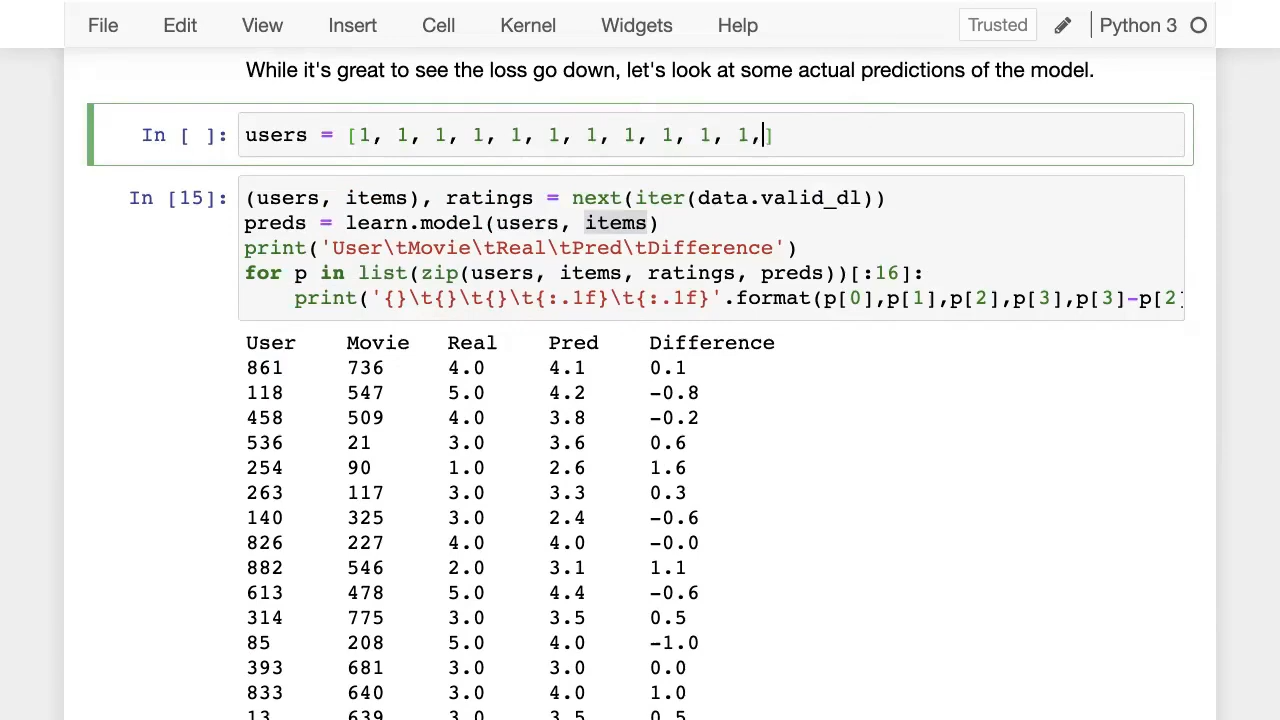 File Edit View Insert Cell Kernel Widgets Help Trusted Python 3
While it's great to see the loss go down, let's look at some actual predictions of the model.
In [ ]: users = [1, 1, 1, 1, 1, 1, 1, 1, 1, 1, 1,]
In [15]: (users, items), ratings = next(iter(data.valid_dl))
preds = learn.model(users, items)
print('User\tMovie\tReal\tPred\tDifference')
for p in list(zip(users, items, ratings, preds))[:16]:
print('{}\t{}\t{}\t{:.1f}\t{:.1f}'.format(p[0],p[1],p[2],p[3],p[3]-p[2]
User Movie Real Pred Difference
861 736 4.0 4.1 0.1
118 547 5.0 4.2 -0.8
458 509 4.0 3.8 -0.2
536 21 3.0 3.6 0.6
254 90 1.0 2.6 1.6
263 117 3.0 3.3 0.3
140 325 3.0 2.4 -0.6
826 227 4.0 4.0 -0.0
882 546 2.0 3.1 1.1
613 478 5.0 4.4 -0.6
314 775 3.0 3.5 0.5
85 208 5.0 4.0 -1.0
393 681 3.0 3.0 0.0
833 640 3.0 4.0 1.0
13 639 3.0 3.5 0.5